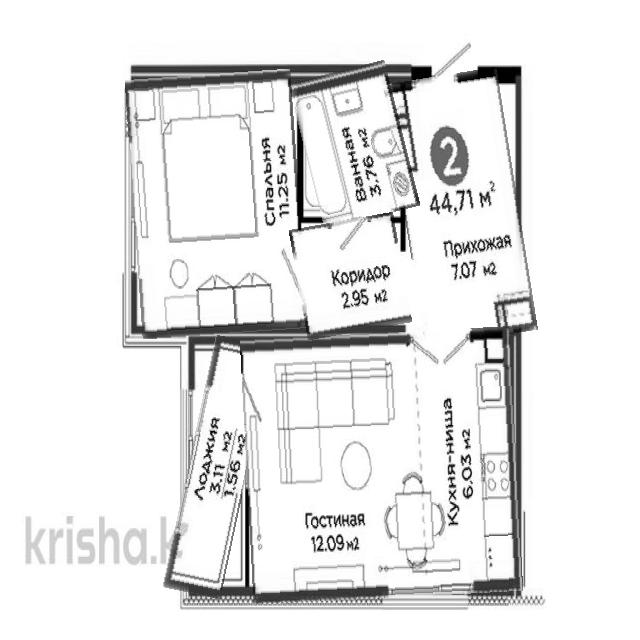 2
44,71 м²
Спальня
11.25 м2
Ванная
3.76 м2
Прихожая
7.07 м2
Коридор
2.95 м2
Лоджия
3.11 м2
1.56 м2
Гостиная
12.09 м2
Кухня-ниша
6.03 м2
krisha.k